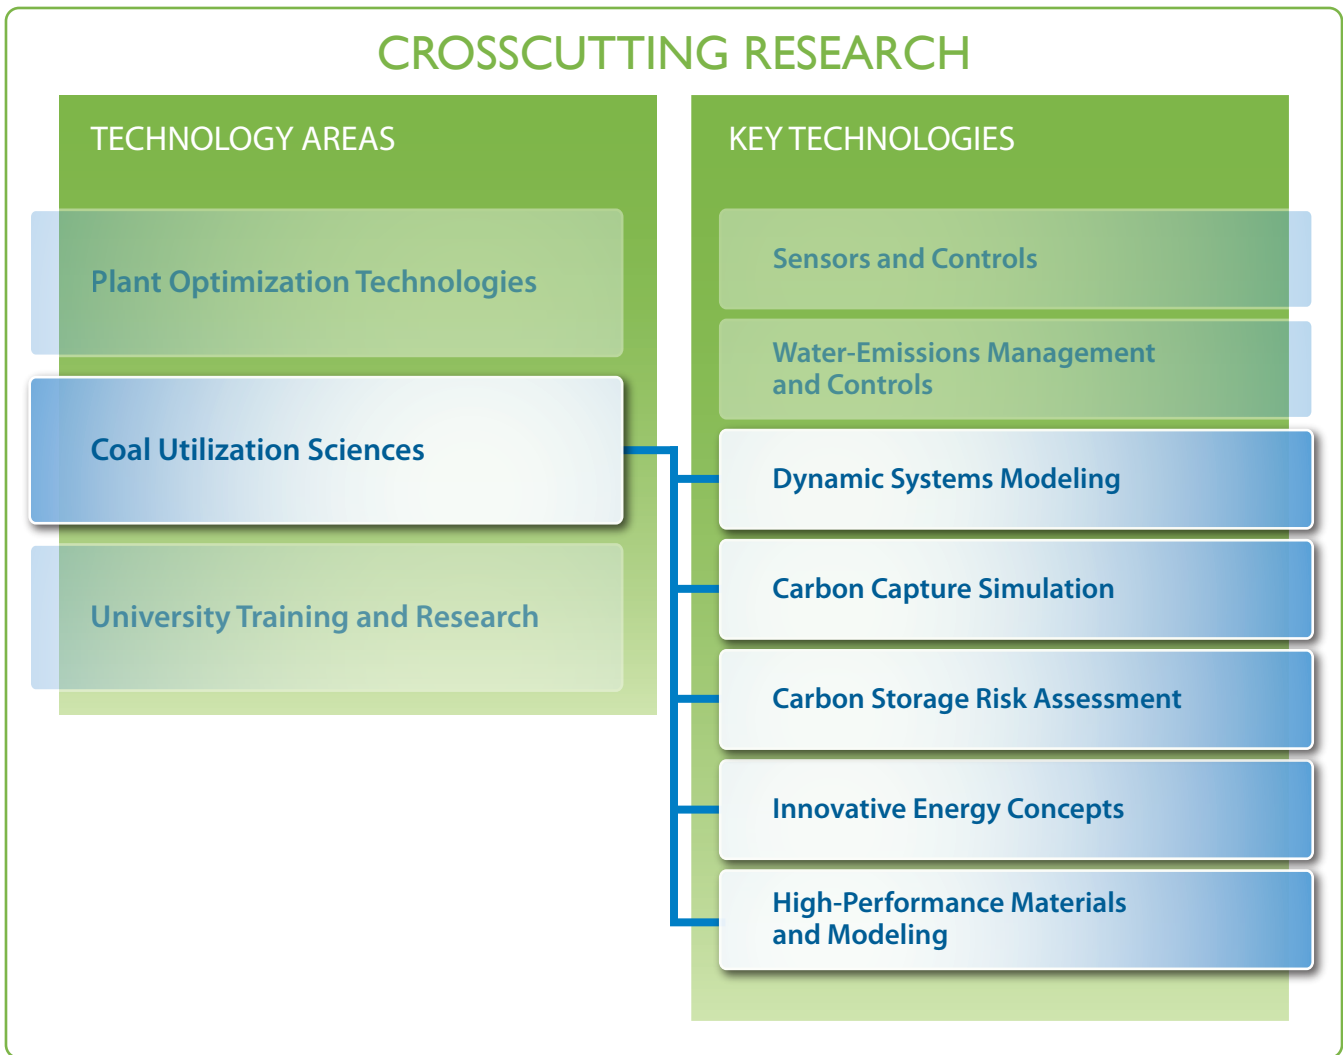 CROSSCUTTING RESEARCH
TECHNOLOGY AREAS
Plant Optimization Technologies
Coal Utilization Sciences
University Training and Research
KEY TECHNOLOGIES
Sensors and Controls
Water-Emissions Management
and Controls
Dynamic Systems Modeling
Carbon Capture Simulation
Carbon Storage Risk Assessment
Innovative Energy Concepts
High-Performance Materials
and Modeling